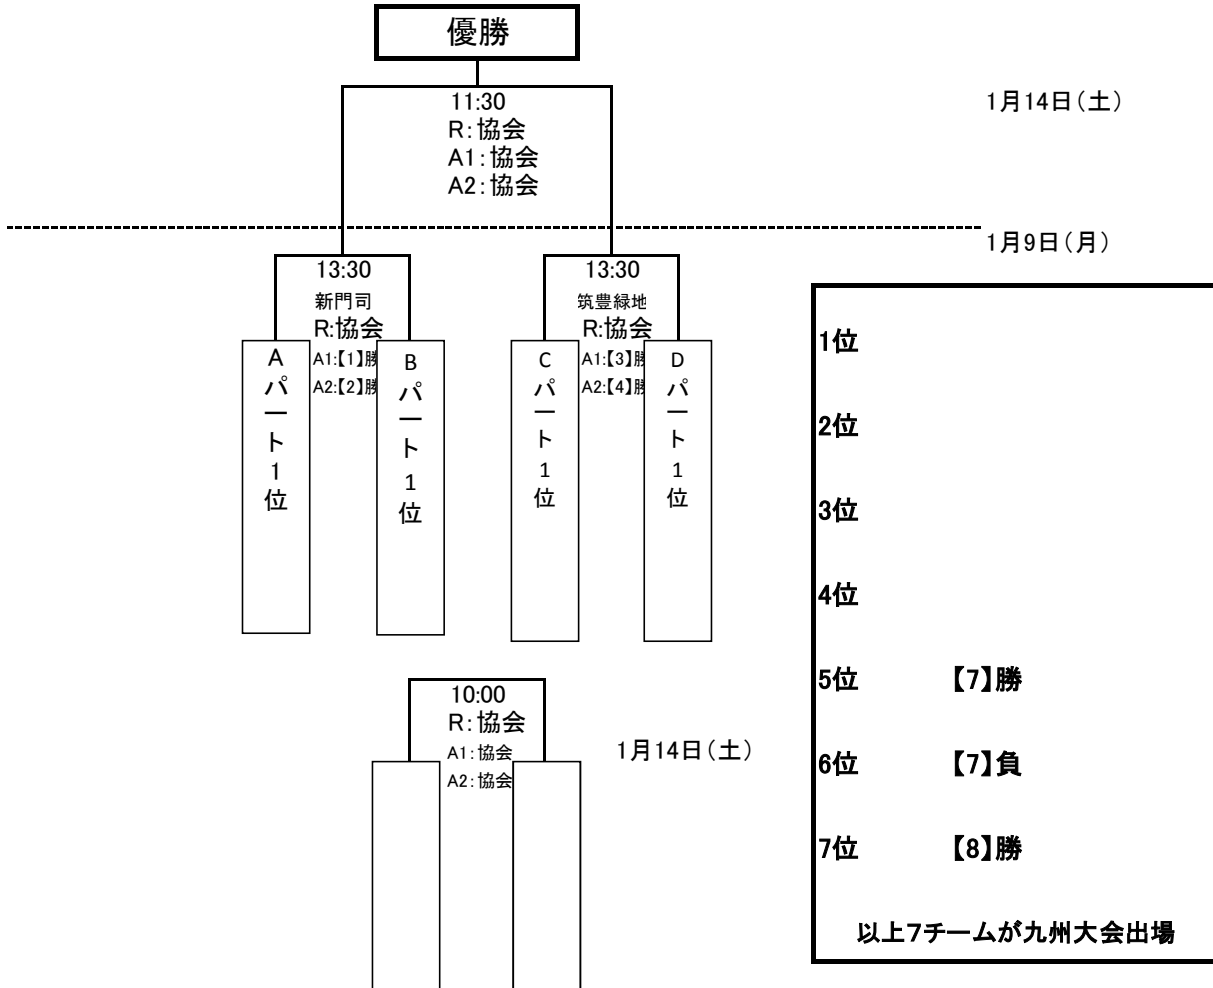 優勝
11:30
R:協会
A1:協会
A2:協会
1月14日(土)
1月9日(月)
13:30
新門司
R:協会
A1:【1】勝
A2:【2】勝
13:30
筑豊緑地
R:協会
A1:【3】勝
A2:【4】勝
Aパート1位
Bパート1位
Cパート1位
Dパート1位
10:00
R:協会
A1:協会
A2:協会
1月14日(土)
1位
2位
3位
4位
5位 【7】勝
6位 【7】負
7位 【8】勝
以上7チームが九州大会出場